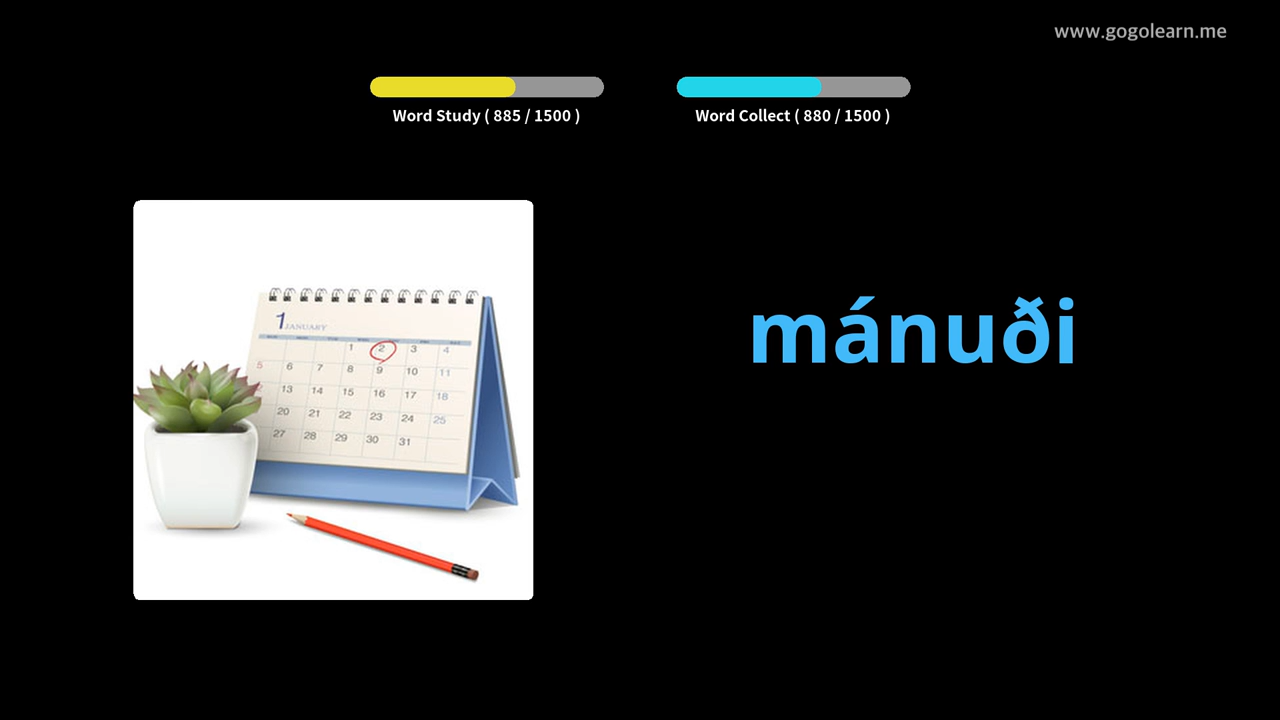 www.gogolearn.me
Word Study ( 885 / 1500 )
Word Collect ( 880 / 1500 )
mánuði
1 JANUARY
1 2 3 4
5 6 7 8 9 10 11
13 14 15 16 17 18
20 21 22 23 24 25
27 28 29 30 31